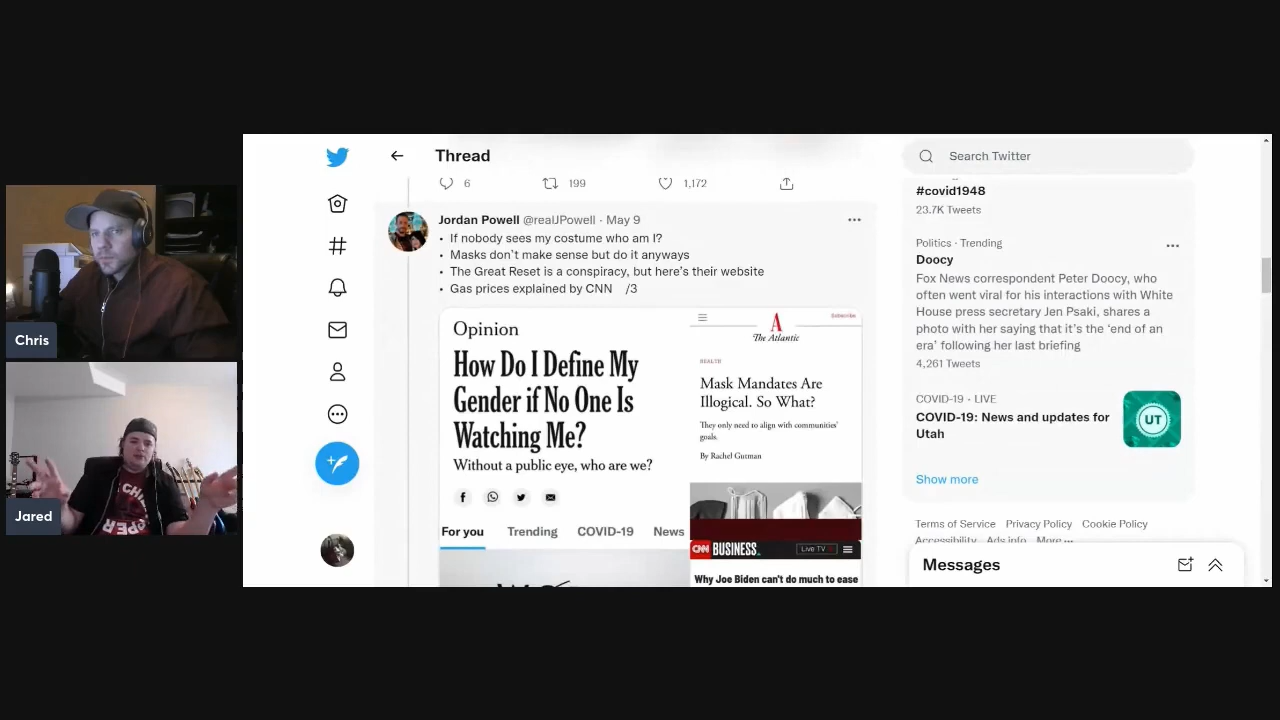 Chris
Jared
CHILI
PPER
Thread
6
199
1,172
Jordan Powell @realJPowell · May 9
• If nobody sees my costume who am I?
• Masks don't make sense but do it anyways
• The Great Reset is a conspiracy, but here's their website
• Gas prices explained by CNN /3
Opinion
How Do I Define My
Gender if No One Is
Watching Me?
Without a public eye, who are we?
For you Trending COVID-19 News
Subscribe
A
The Atlantic
HEALTH
Mask Mandates Are
Illogical. So What?
They only need to align with communities'
goals.
By Rachel Gutman
CNN BUSINESS Live TV
Why Joe Biden can't do much to ease
Search Twitter
#covid1948
23.7K Tweets
Politics · Trending
Doocy
Fox News correspondent Peter Doocy, who
often went viral for his interactions with White
House press secretary Jen Psaki, shares a
photo with her saying that it's the 'end of an
era' following her last briefing
4,261 Tweets
COVID-19 · LIVE
COVID-19: News and updates for
Utah
UT
Show more
Terms of Service Privacy Policy Cookie Policy
Accessibility Ads info More ...
Messages